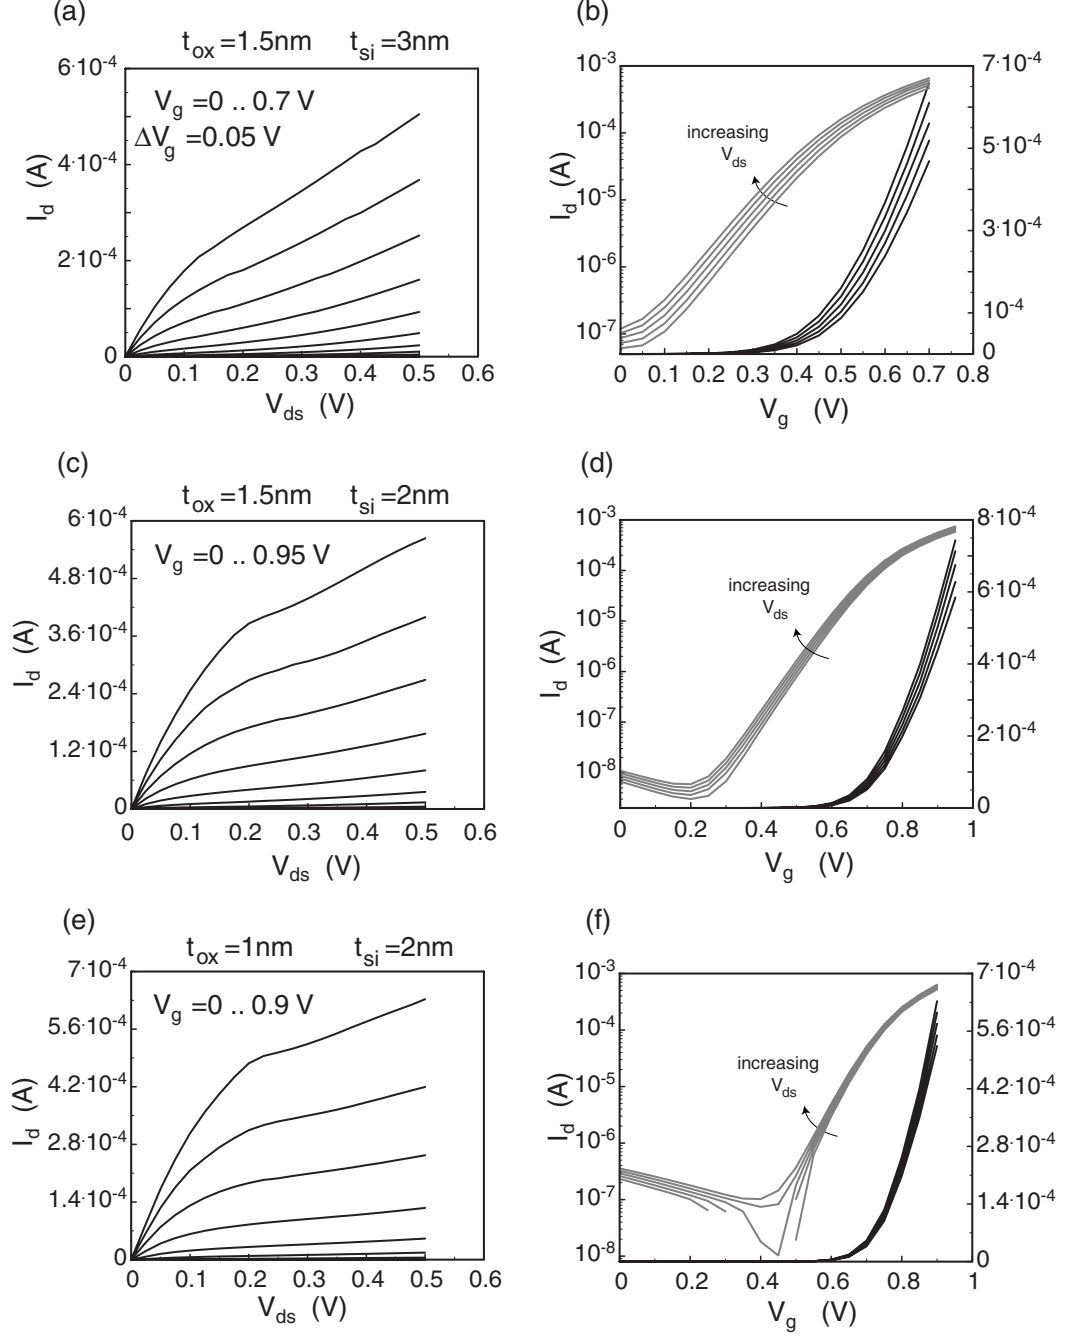 (a)
t_ox =1.5nm t_si =3nm
6·10^-4
4·10^-4
2·10^-4
0
I_d (A)
V_g =0 .. 0.7 V
ΔV_g =0.05 V
0 0.1 0.2 0.3 0.4 0.5 0.6
V_ds (V)
(b)
10^-3
10^-4
10^-5
10^-6
10^-7
I_d (A)
increasing
V_ds
7·10^-4
5·10^-4
3·10^-4
10^-4
0
0 0.1 0.2 0.3 0.4 0.5 0.6 0.7 0.8
V_g (V)
(c)
t_ox =1.5nm t_si =2nm
6·10^-4
4.8·10^-4
3.6·10^-4
2.4·10^-4
1.2·10^-4
0
I_d (A)
V_g =0 .. 0.95 V
0 0.1 0.2 0.3 0.4 0.5 0.6
V_ds (V)
(d)
10^-3
10^-4
10^-5
10^-6
10^-7
10^-8
I_d (A)
increasing
V_ds
8·10^-4
6·10^-4
4·10^-4
2·10^-4
0
0 0.2 0.4 0.6 0.8 1
V_g (V)
(e)
t_ox =1nm t_si =2nm
7·10^-4
5.6·10^-4
4.2·10^-4
2.8·10^-4
1.4·10^-4
0
I_d (A)
V_g =0 .. 0.9 V
0 0.1 0.2 0.3 0.4 0.5 0.6
V_ds (V)
(f)
10^-3
10^-4
10^-5
10^-6
10^-7
10^-8
I_d (A)
increasing
V_ds
7·10^-4
5.6·10^-4
4.2·10^-4
2.8·10^-4
1.4·10^-4
0
0 0.2 0.4 0.6 0.8 1
V_g (V)